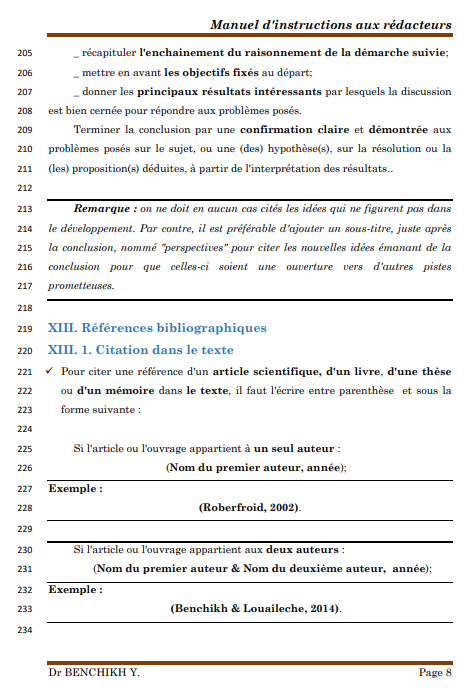 Manuel d'instructions aux rédacteurs
205 _ récapituler l'enchainement du raisonnement de la démarche suivie;
206 _ mettre en avant les objectifs fixés au départ;
207 _ donner les principaux résultats intéressants par lesquels la discussion
208 est bien cernée pour répondre aux problèmes posés.
209 Terminer la conclusion par une confirmation claire et démontrée aux
210 problèmes posés sur le sujet, ou une (des) hypothèse(s), sur la résolution ou la
211 (les) proposition(s) déduites, à partir de l'interprétation des résultats..
212
213 Remarque : on ne doit en aucun cas cités les idées qui ne figurent pas dans
214 le développement. Par contre, il est préférable d'ajouter un sous-titre, juste après
215 la conclusion, nommé "perspectives" pour citer les nouvelles idées émanant de la
216 conclusion pour que celles-ci soient une ouverture vers d'autres pistes
217 prometteuses.
218
219 XIII. Références bibliographiques
220 XIII. 1. Citation dans le texte
221 ✓ Pour citer une référence d'un article scientifique, d'un livre, d'une thèse
222 ou d'un mémoire dans le texte, il faut l'écrire entre parenthèse et sous la
223 forme suivante :
224
225 Si l'article ou l'ouvrage appartient à un seul auteur :
226 (Nom du premier auteur, année);
227 Exemple :
228 (Roberfroid, 2002).
229
230 Si l'article ou l'ouvrage appartient aux deux auteurs :
231 (Nom du premier auteur & Nom du deuxième auteur, année);
232 Exemple :
233 (Benchikh & Louaileche, 2014).
234
Dr BENCHIKH Y. Page 8